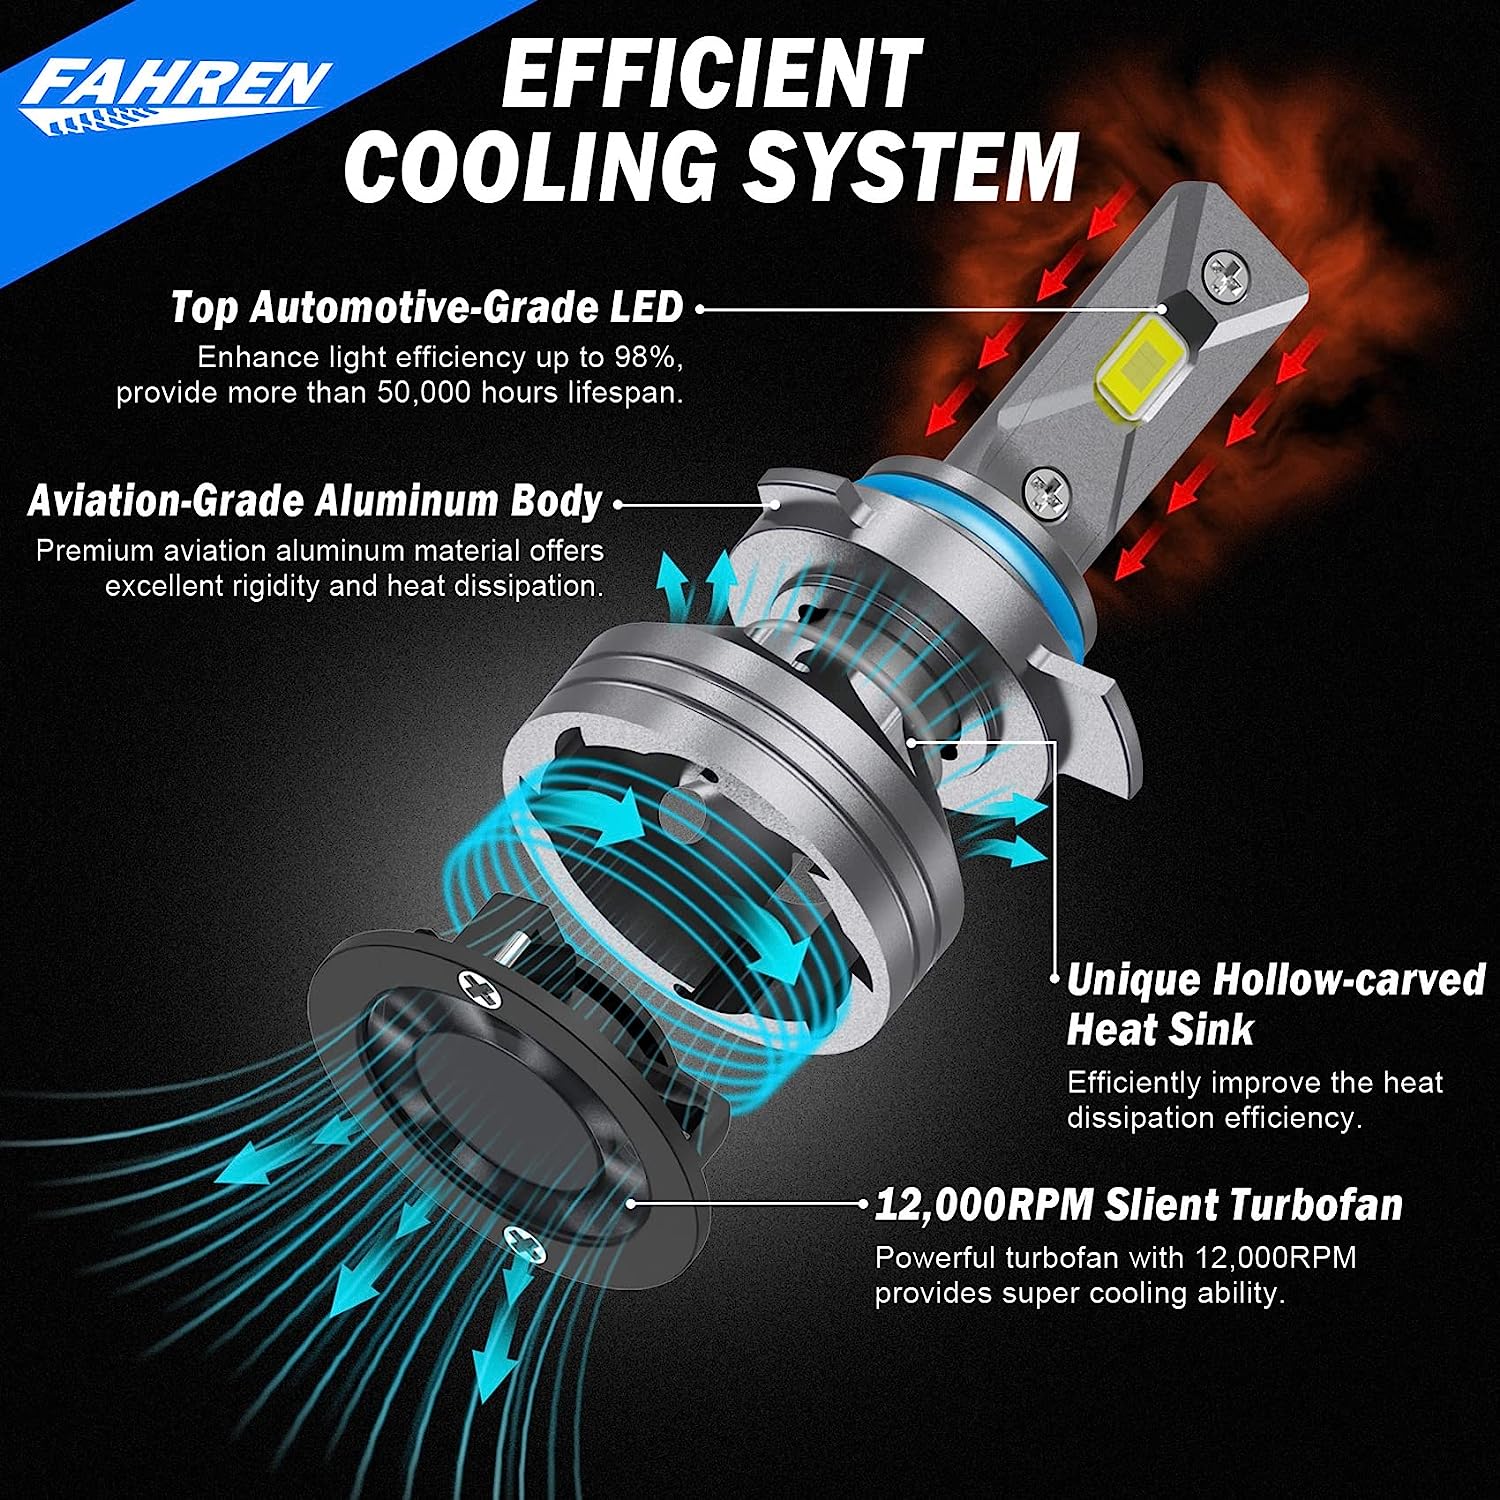 FAHREN
EFFICIENT
COOLING SYSTEM
Top Automotive-Grade LED
Enhance light efficiency up to 98%,
provide more than 50,000 hours lifespan.
Aviation-Grade Aluminum Body
Premium aviation aluminum material offers
excellent rigidity and heat dissipation.
Unique Hollow-carved
Heat Sink
Efficiently improve the heat
dissipation efficiency.
12,000RPM Slient Turbofan
Powerful turbofan with 12,000RPM
provides super cooling ability.